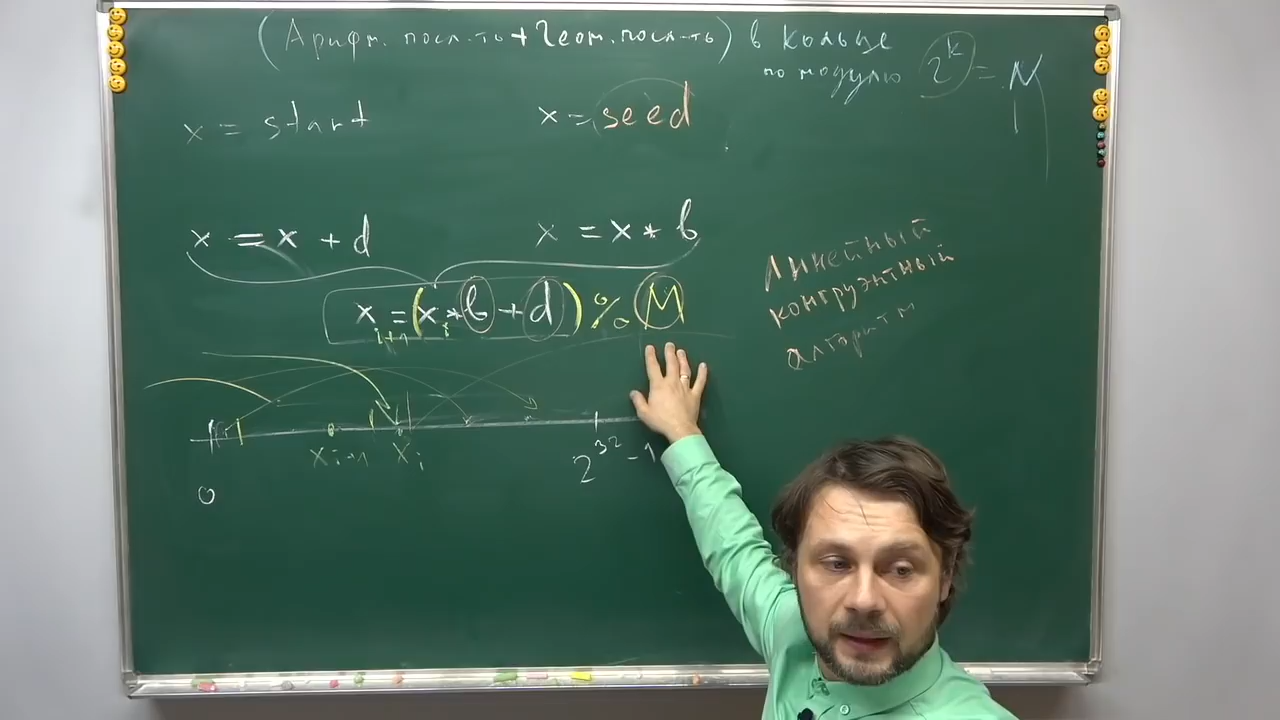 (Арифм. посл-ть + Геом. посл-ть) в кольце
по модулю 2^k = M
x = start
x = seed
x = x + d
x = x * b
x_{i+1} = (x_i * b + d) % M
Линейный
конгруэнтный
алгоритм
x_{i+1} x_i
2^{32} - 1
0